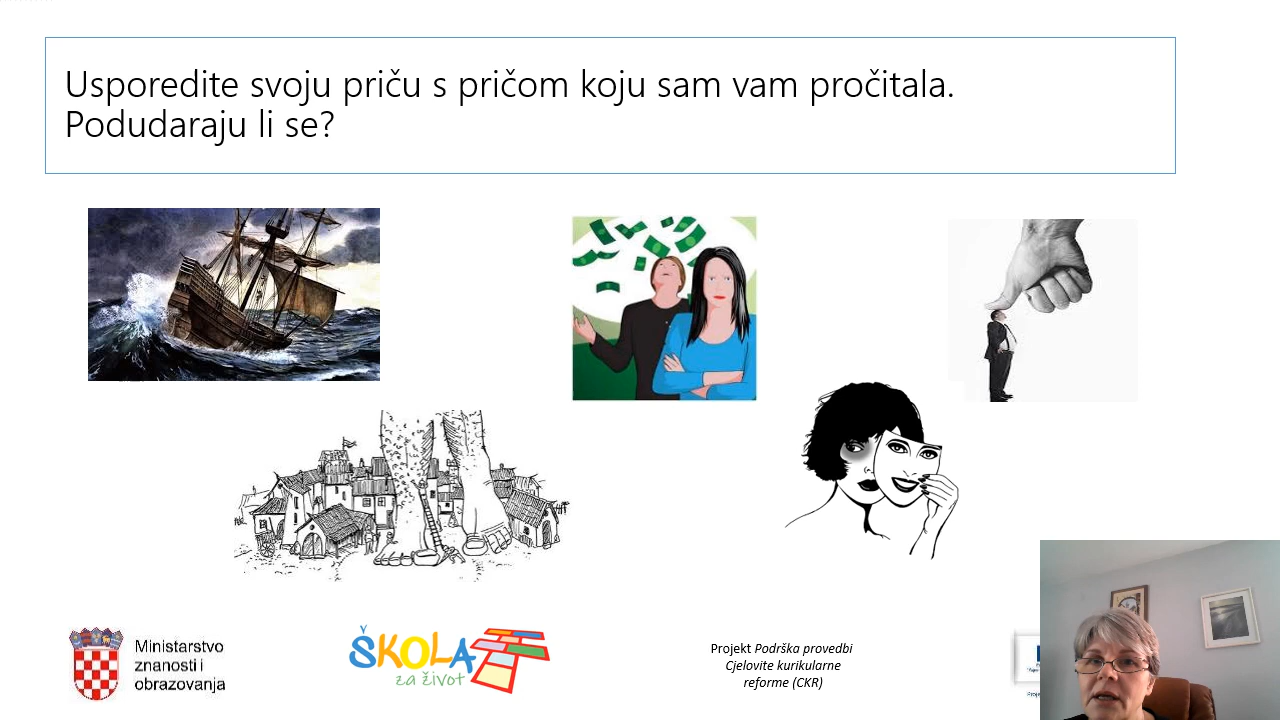 Usporedite svoju priču s pričom koju sam vam pročitala.
Podudaraju li se?
Ministarstvo
znanosti i
obrazovanja
ŠKOLA
za život
Projekt Podrška provedbi
Cjelovite kurikularne
reforme (CKR)